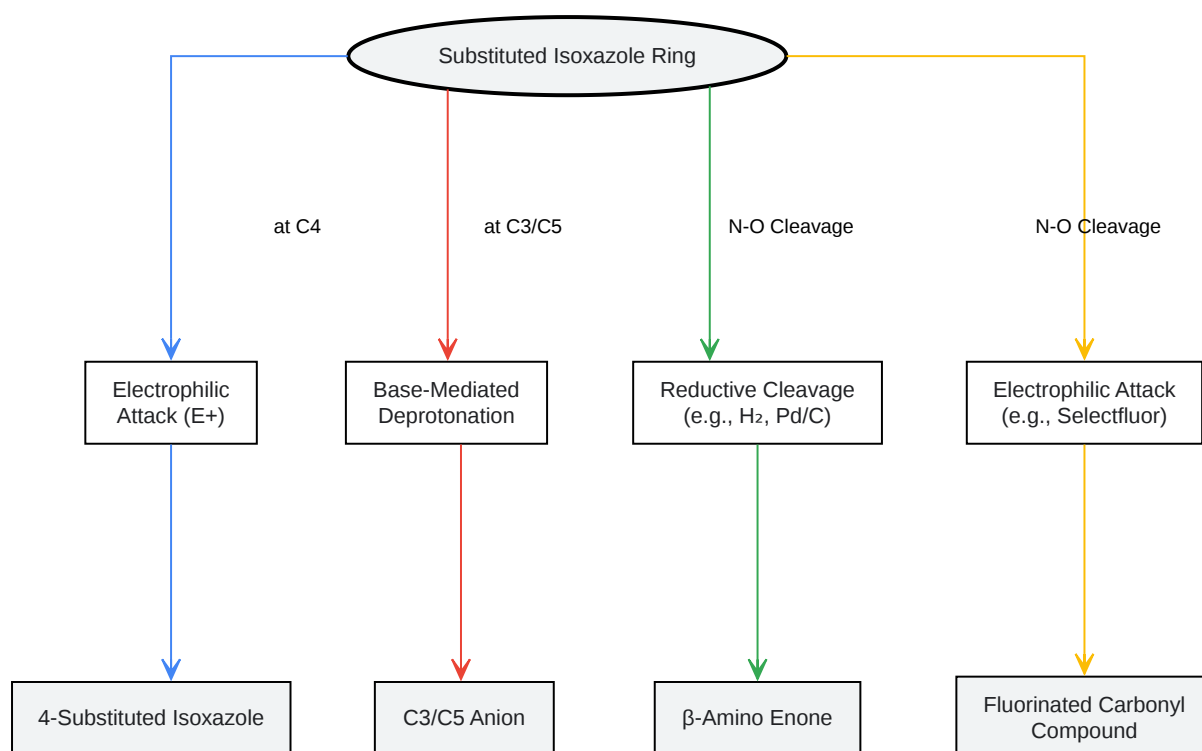 Substituted Isoxazole Ring
at C4
at C3/C5
N-O Cleavage
N-O Cleavage
Electrophilic
Attack (E+)
Base-Mediated
Deprotonation
Reductive Cleavage
(e.g., H₂, Pd/C)
Electrophilic Attack
(e.g., Selectfluor)
4-Substituted Isoxazole
C3/C5 Anion
β-Amino Enone
Fluorinated Carbonyl
Compound